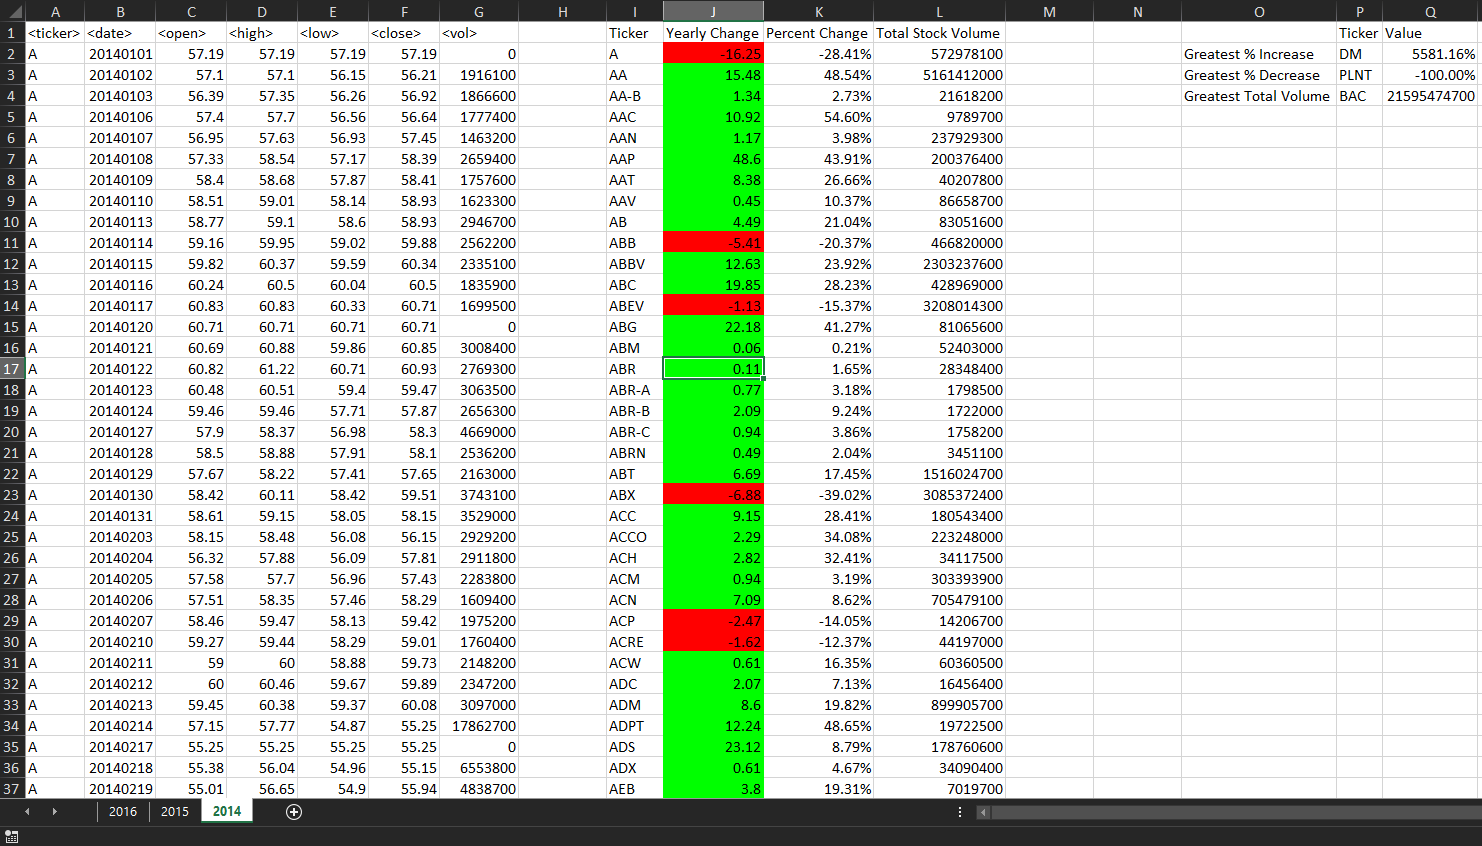 A B C D E F G H I J K L M N O P Q
1 <ticker> <date> <open> <high> <low> <close> <vol> Ticker Yearly Change Percent Change Total Stock Volume Ticker Value
2 A 20140101 57.19 57.19 57.19 57.19 0 A -16.25 -28.41% 572978100 Greatest % Increase DM 5581.16%
3 A 20140102 57.1 57.1 56.15 56.21 1916100 AA 15.48 48.54% 5161412000 Greatest % Decrease PLNT -100.00%
4 A 20140103 56.39 57.35 56.26 56.92 1866600 AA-B 1.34 2.73% 21618200 Greatest Total Volume BAC 21595474700
5 A 20140106 57.4 57.7 56.56 56.64 1777400 AAC 10.92 54.60% 9789700
6 A 20140107 56.95 57.63 56.93 57.45 1463200 AAN 1.17 3.98% 237929300
7 A 20140108 57.33 58.54 57.17 58.39 2659400 AAP 48.6 43.91% 200376400
8 A 20140109 58.4 58.68 57.87 58.41 1757600 AAT 8.38 26.66% 40207800
9 A 20140110 58.51 59.01 58.14 58.93 1623300 AAV 0.45 10.37% 86658700
10 A 20140113 58.77 59.1 58.6 58.93 2946700 AB 4.49 21.04% 83051600
11 A 20140114 59.16 59.95 59.02 59.88 2562200 ABB -5.41 -20.37% 466820000
12 A 20140115 59.82 60.37 59.59 60.34 2335100 ABBV 12.63 23.92% 2303237600
13 A 20140116 60.24 60.5 60.04 60.5 1835900 ABC 19.85 28.23% 428969000
14 A 20140117 60.83 60.83 60.33 60.71 1699500 ABEV -1.13 -15.37% 3208014300
15 A 20140120 60.71 60.71 60.71 60.71 0 ABG 22.18 41.27% 81065600
16 A 20140121 60.69 60.88 59.86 60.85 3008400 ABM 0.06 0.21% 52403000
17 A 20140122 60.82 61.22 60.71 60.93 2769300 ABR 0.11 1.65% 28348400
18 A 20140123 60.48 60.51 59.4 59.47 3063500 ABR-A 0.77 3.18% 1798500
19 A 20140124 59.46 59.46 57.71 57.87 2656300 ABR-B 2.09 9.24% 1722000
20 A 20140127 57.9 58.37 56.98 58.3 4669000 ABR-C 0.94 3.86% 1758200
21 A 20140128 58.5 58.88 57.91 58.1 2536200 ABRN 0.49 2.04% 3451100
22 A 20140129 57.67 58.22 57.41 57.65 2163000 ABT 6.69 17.45% 1516024700
23 A 20140130 58.42 60.11 58.42 59.51 3743100 ABX -6.88 -39.02% 3085372400
24 A 20140131 58.61 59.15 58.05 58.15 3529000 ACC 9.15 28.41% 180543400
25 A 20140203 58.15 58.48 56.08 56.15 2929200 ACCO 2.29 34.08% 223248000
26 A 20140204 56.32 57.88 56.09 57.81 2911800 ACH 2.82 32.41% 34117500
27 A 20140205 57.58 57.7 56.96 57.43 2283800 ACM 0.94 3.19% 303393900
28 A 20140206 57.51 58.35 57.46 58.29 1609400 ACN 7.09 8.62% 705479100
29 A 20140207 58.46 59.47 58.13 59.42 1975200 ACP -2.47 -14.05% 14206700
30 A 20140210 59.27 59.44 58.29 59.01 1760400 ACRE -1.62 -12.37% 44197000
31 A 20140211 59 60 58.88 59.73 2148200 ACW 0.61 16.35% 60360500
32 A 20140212 60 60.46 59.67 59.89 2347200 ADC 2.07 7.13% 16456400
33 A 20140213 59.45 60.38 59.37 60.08 3097000 ADM 8.6 19.82% 899905700
34 A 20140214 57.15 57.77 54.87 55.25 17862700 ADPT 12.24 48.65% 19722500
35 A 20140217 55.25 55.25 55.25 55.25 0 ADS 23.12 8.79% 178760600
36 A 20140218 55.38 56.04 54.96 55.15 6553800 ADX 0.61 4.67% 34090400
37 A 20140219 55.01 56.65 54.9 55.94 4838700 AEB 3.8 19.31% 7019700
2016 2015 2014